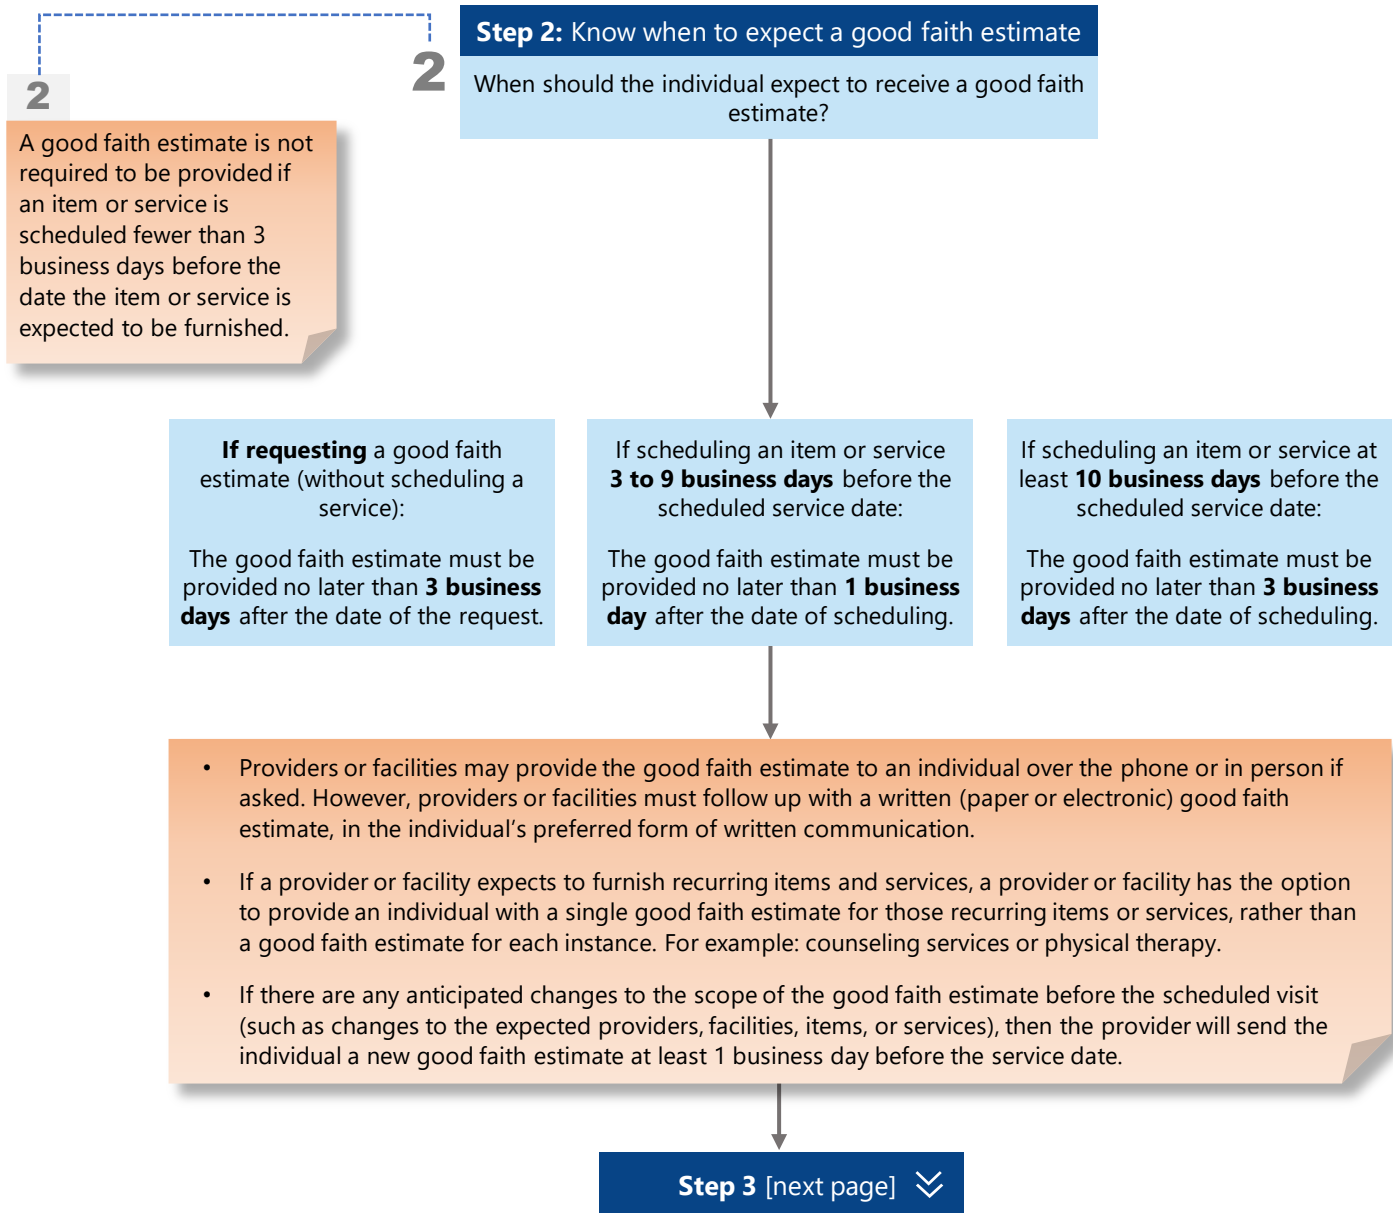 Step 2: Know when to expect a good faith estimate
2
When should the individual expect to receive a good faith
estimate?
2
A good faith estimate is not
required to be provided if
an item or service is
scheduled fewer than 3
business days before the
date the item or service is
expected to be furnished.
If requesting a good faith
estimate (without scheduling a
service):
The good faith estimate must be
provided no later than 3 business
days after the date of the request.
If scheduling an item or service
3 to 9 business days before the
scheduled service date:
The good faith estimate must be
provided no later than 1 business
day after the date of scheduling.
If scheduling an item or service at
least 10 business days before the
scheduled service date:
The good faith estimate must be
provided no later than 3 business
days after the date of scheduling.
• Providers or facilities may provide the good faith estimate to an individual over the phone or in person if
asked. However, providers or facilities must follow up with a written (paper or electronic) good faith
estimate, in the individual’s preferred form of written communication.
• If a provider or facility expects to furnish recurring items and services, a provider or facility has the option
to provide an individual with a single good faith estimate for those recurring items or services, rather than
a good faith estimate for each instance. For example: counseling services or physical therapy.
• If there are any anticipated changes to the scope of the good faith estimate before the scheduled visit
(such as changes to the expected providers, facilities, items, or services), then the provider will send the
individual a new good faith estimate at least 1 business day before the service date.
Step 3 [next page]